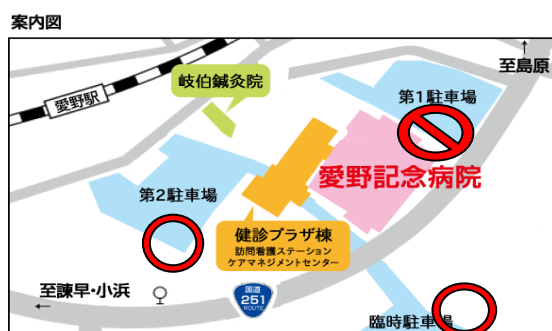 案内図
至島原
岐伯鍼灸院
第1駐車場
愛野駅
愛野記念病院
第2駐車場
健診プラザ棟
訪問看護ステーション
ケアマネジメントセンター
至諫早・小浜
国道
251
ROUTE
臨時駐車場